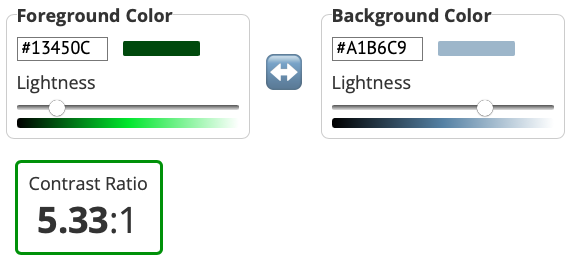 Foreground Color
#13450C
Lightness
Background Color
#A1B6C9
Lightness
Contrast Ratio
5.33:1